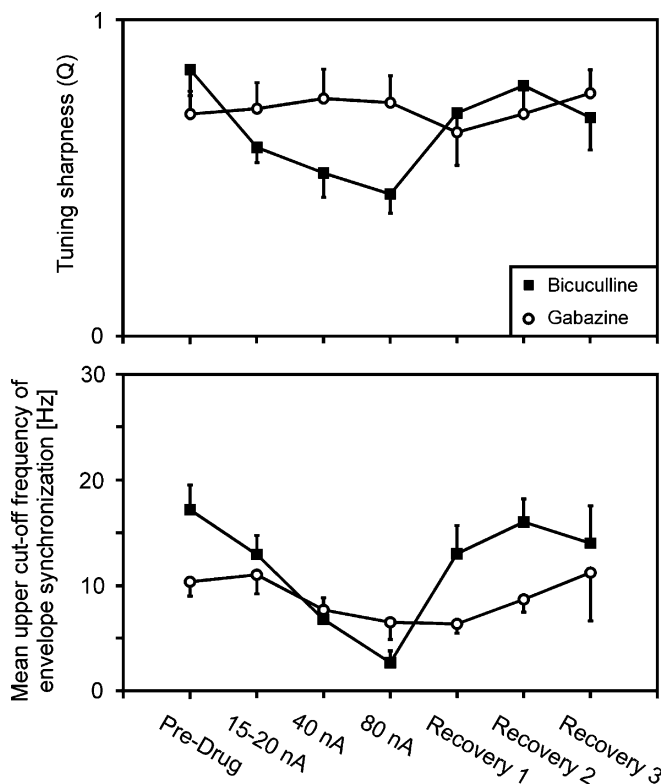 1
Tuning sharpness (Q)
Bicuculline
Gabazine
0
30
Mean upper cut-off frequency of
envelope synchronization [Hz]
20
10
0
Pre-Drug
15-20 nA
40 nA
80 nA
Recovery 1
Recovery 2
Recovery 3